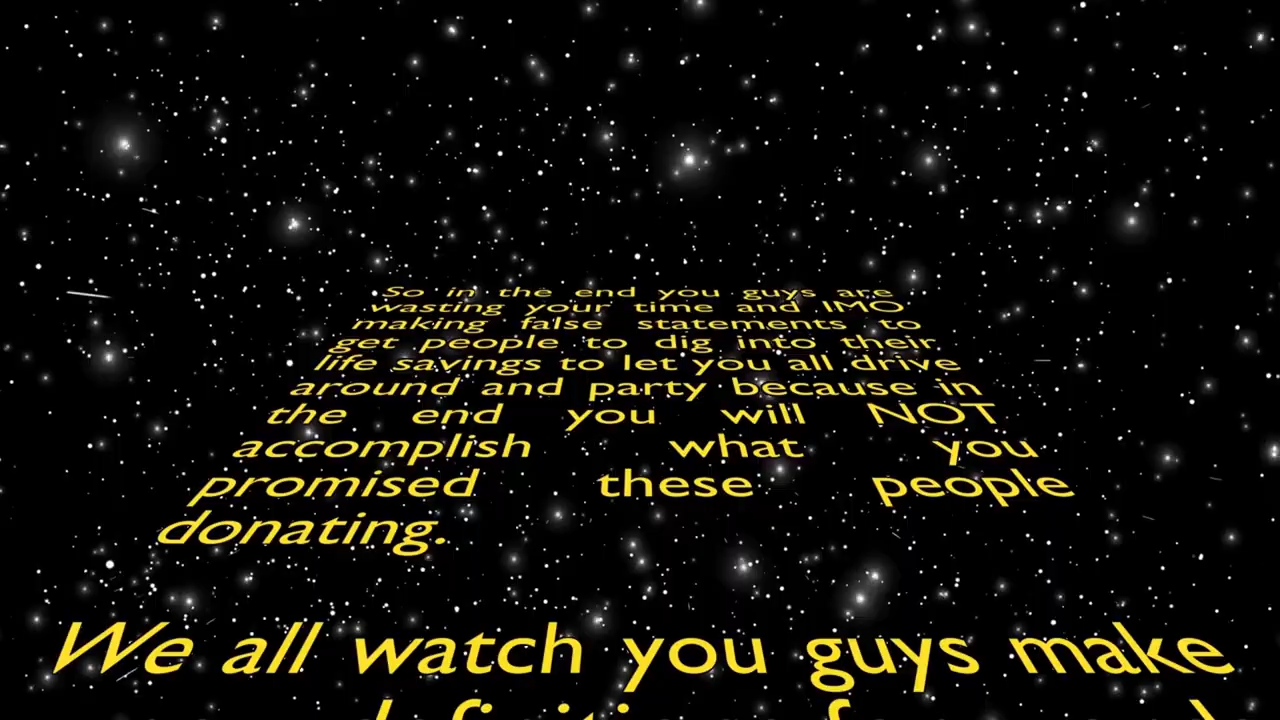 So in the end you guys are
wasting your time and IMO
making false statements to
get people to dig into their
life savings to let you all drive
around and party because in
the end you will NOT
accomplish what you
promised these people
donating.
We all watch you guys make
definitions